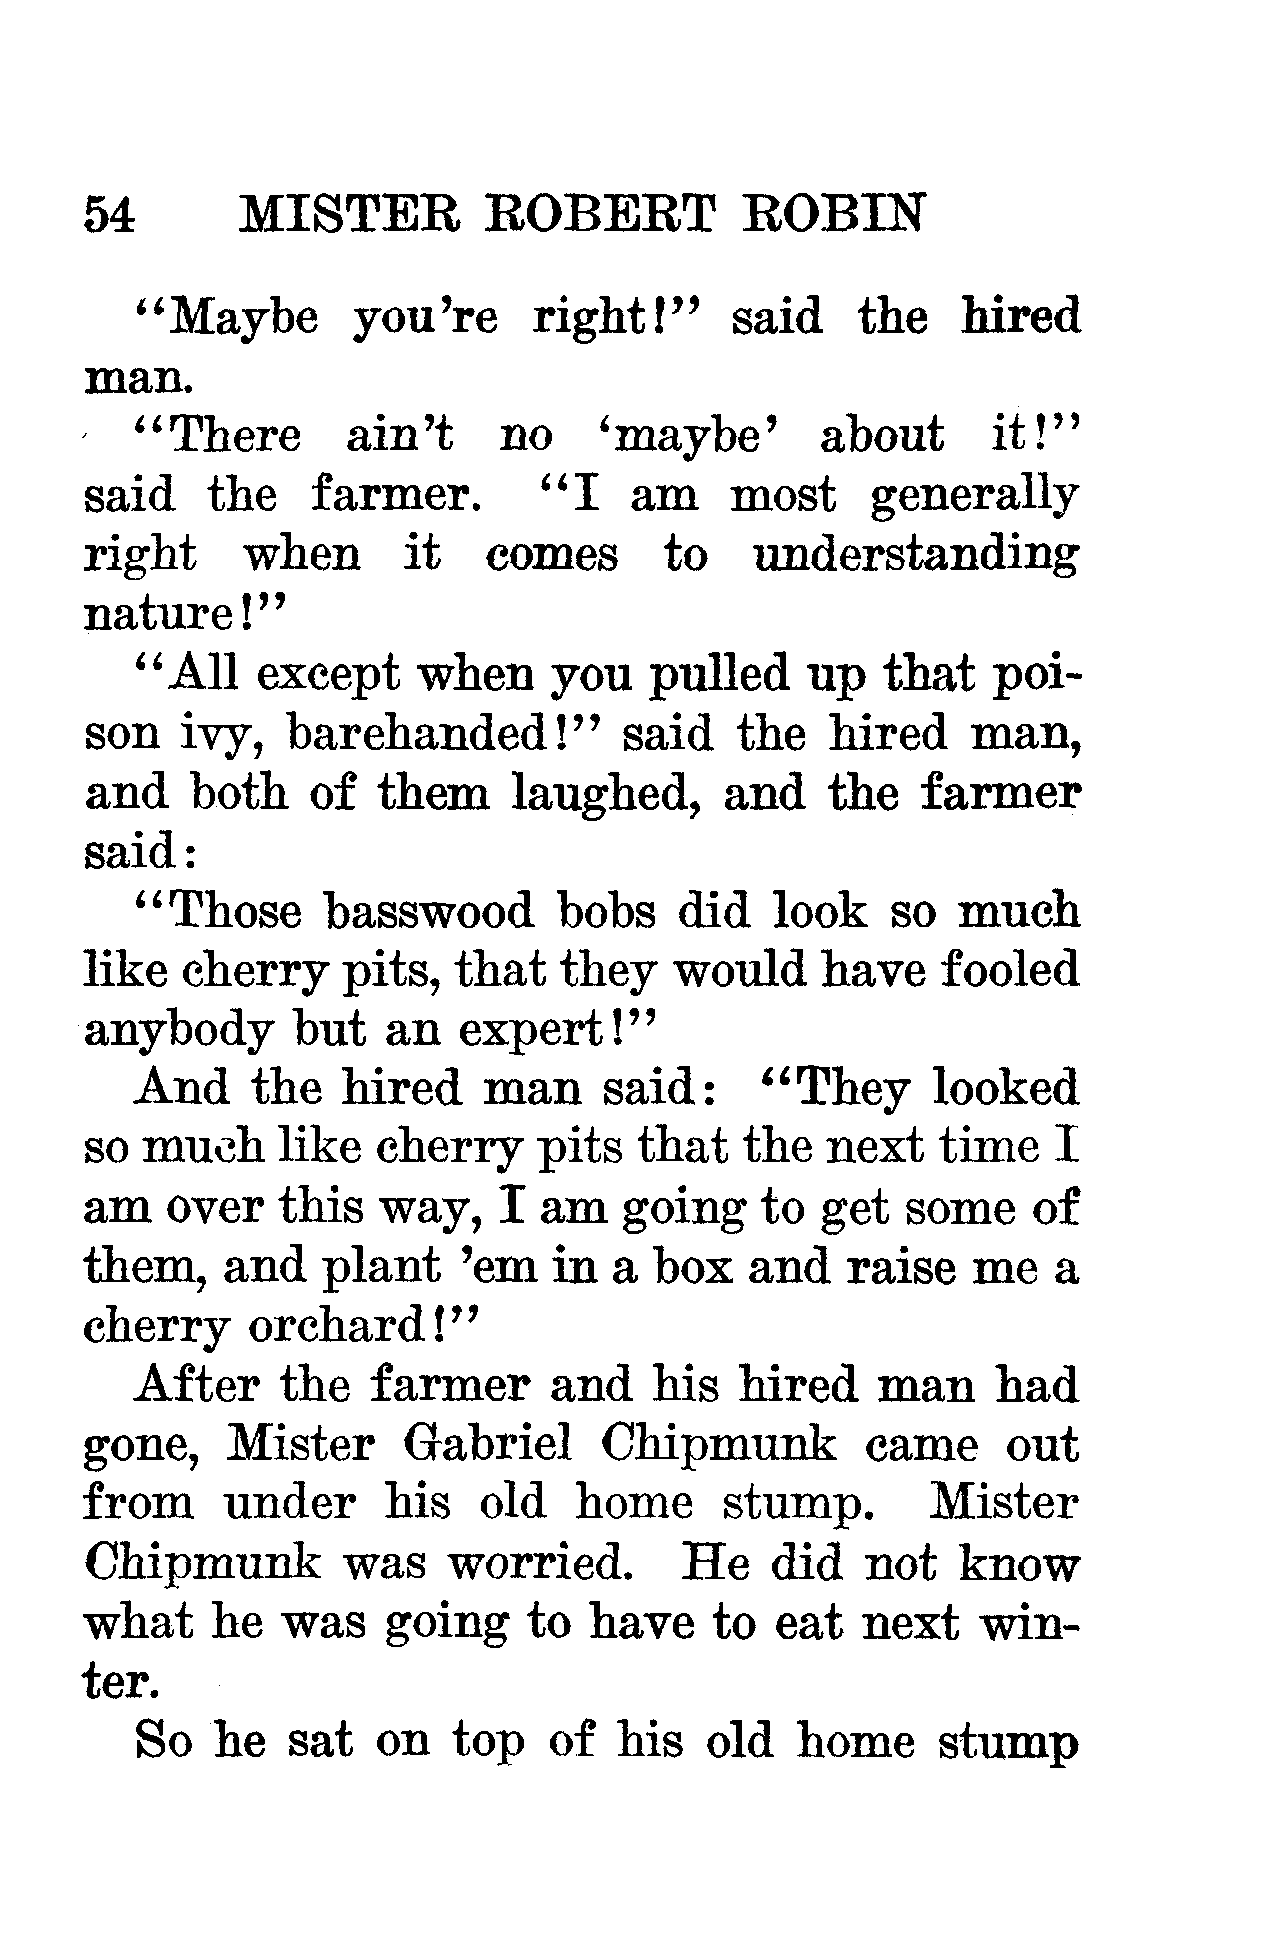 54 MISTER ROBERT ROBIN
“Maybe you’re right!” said the hired
man.
“There ain’t no ‘maybe’ about it!”
said the farmer. “I am most generally
right when it comes to understanding
nature!”
“All except when you pulled up that poi-
son ivy, barehanded!” said the hired man,
and both of them laughed, and the farmer
said:
“Those basswood bobs did look so much
like cherry pits, that they would have fooled
anybody but an expert!”
And the hired man said: “They looked
so much like cherry pits that the next time I
am over this way, I am going to get some of
them, and plant ’em in a box and raise me a
cherry orchard!”
After the farmer and his hired man had
gone, Mister Gabriel Chipmunk came out
from under his old home stump. Mister
Chipmunk was worried. He did not know
what he was going to have to eat next win-
ter.
So he sat on top of his old home stump